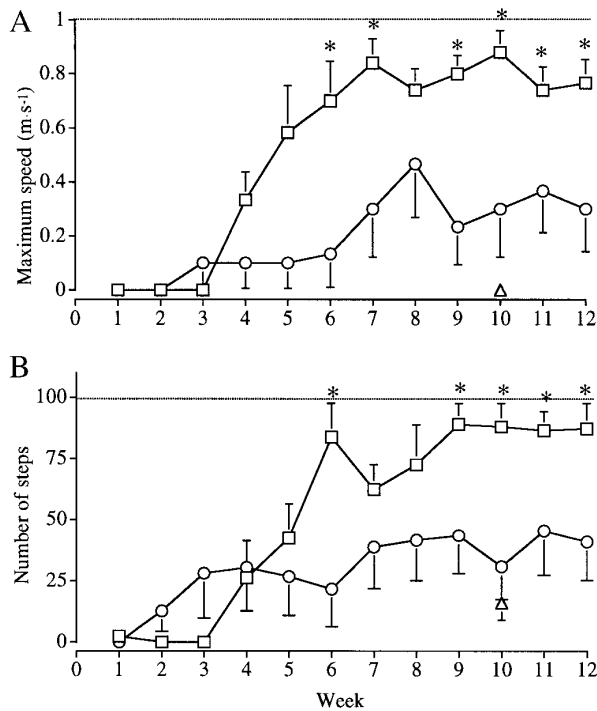 A
Maximum speed (m·s-1)
1
0.8
0.6
0.4
0.2
0
* * * * * *
0 1 2 3 4 5 6 7 8 9 10 11 12
B
Number of steps
100
75
50
25
0
* * * * *
0 1 2 3 4 5 6 7 8 9 10 11 12
Week